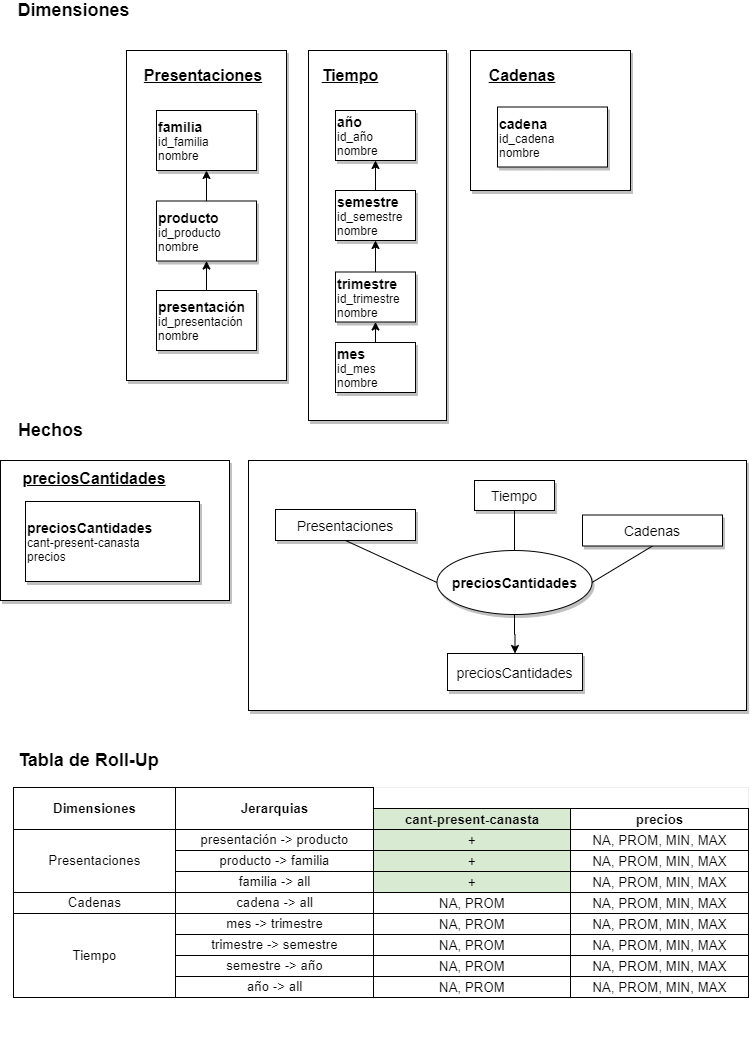 Dimensiones
Presentaciones
familia
id_familia
nombre
producto
id_producto
nombre
presentación
id_presentación
nombre
Tiempo
año
id_año
nombre
semestre
id_semestre
nombre
trimestre
id_trimestre
nombre
mes
id_mes
nombre
Cadenas
cadena
id_cadena
nombre
Hechos
preciosCantidades
preciosCantidades
cant-present-canasta
precios
Tiempo
Presentaciones
Cadenas
preciosCantidades
preciosCantidades
Tabla de Roll-Up
Dimensiones Jerarquias cant-present-canasta precios
Presentaciones presentación -> producto + NA, PROM, MIN, MAX
producto -> familia + NA, PROM, MIN, MAX
familia -> all + NA, PROM, MIN, MAX
Cadenas cadena -> all NA, PROM NA, PROM, MIN, MAX
Tiempo mes -> trimestre NA, PROM NA, PROM, MIN, MAX
trimestre -> semestre NA, PROM NA, PROM, MIN, MAX
semestre -> año NA, PROM NA, PROM, MIN, MAX
año -> all NA, PROM NA, PROM, MIN, MAX